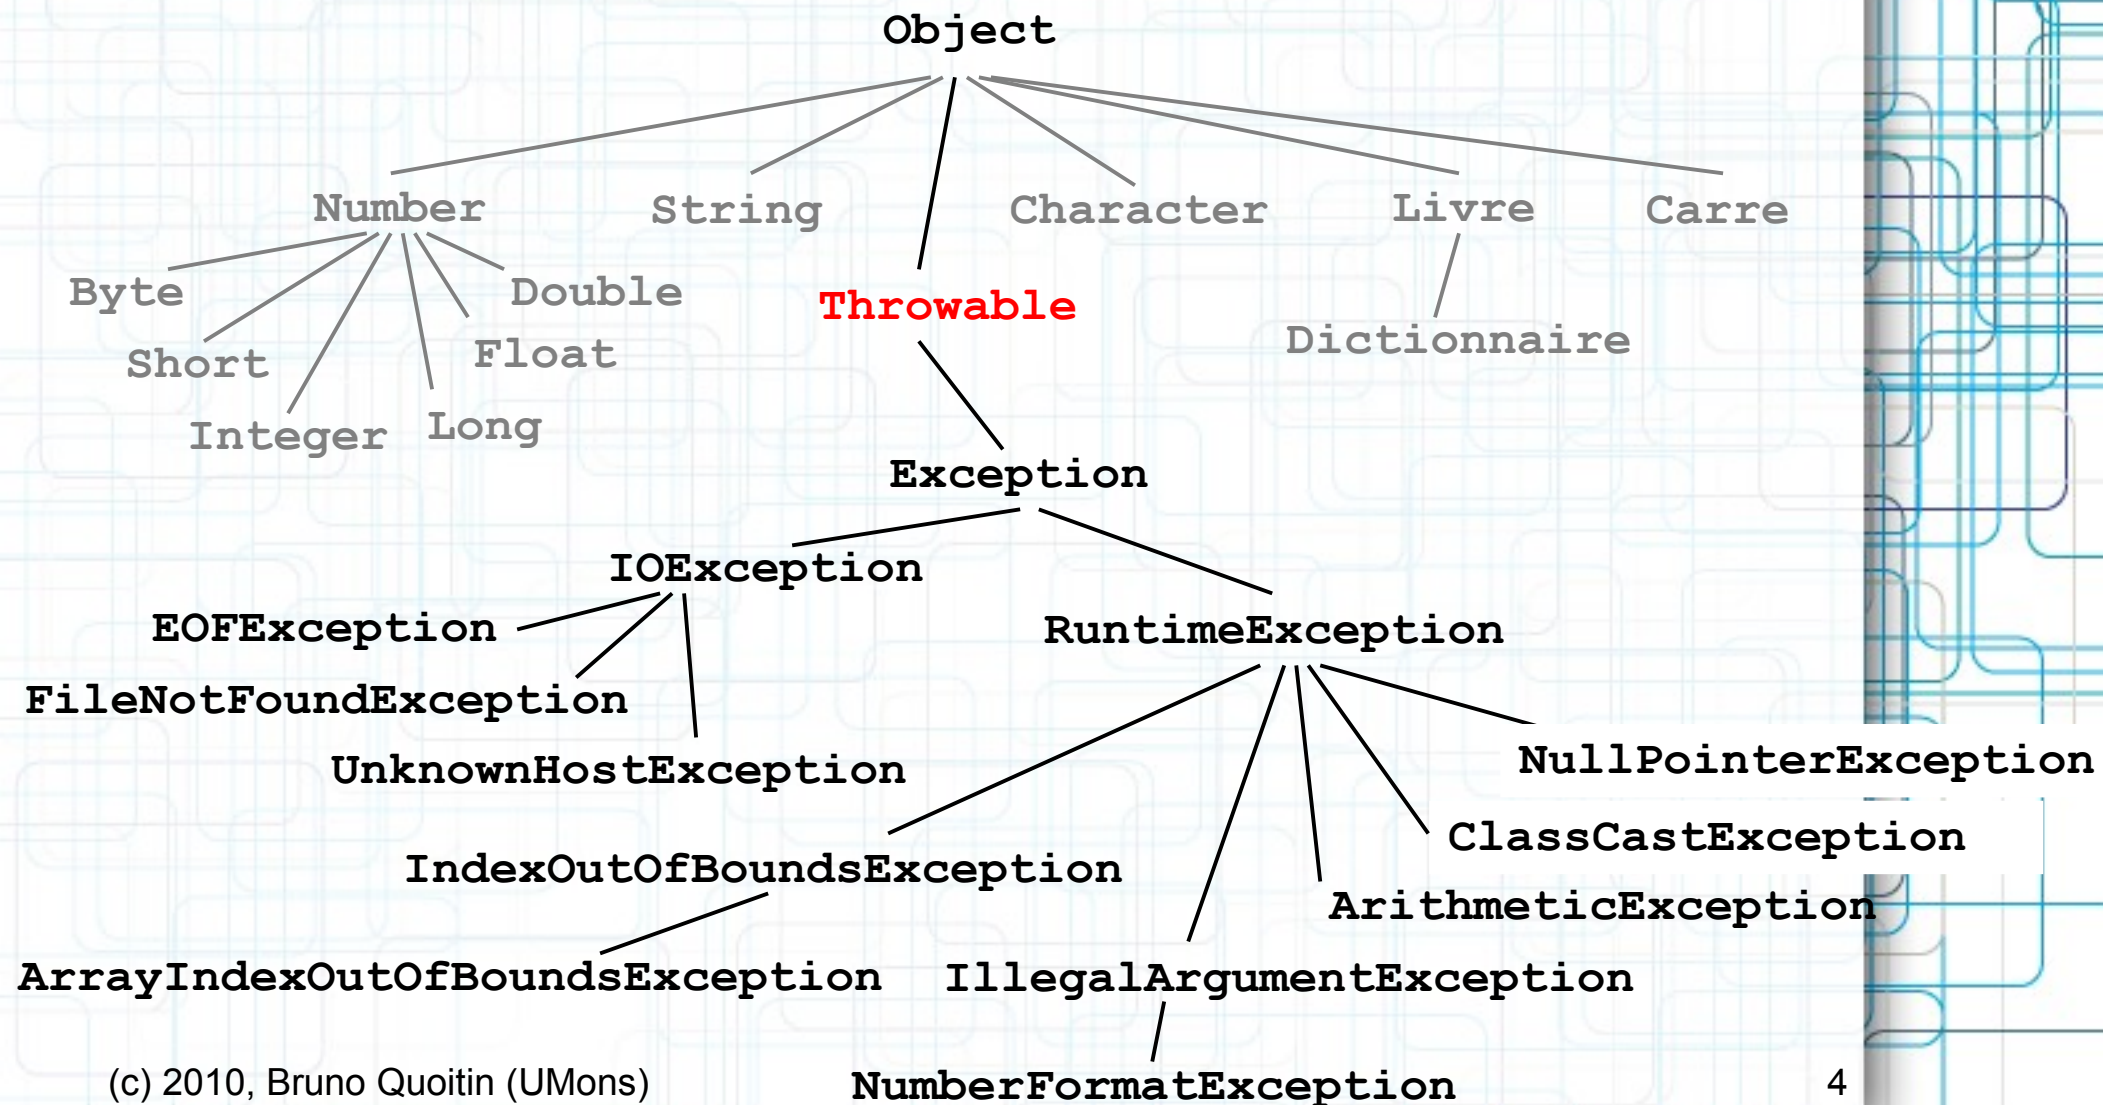 Object
Number String Character Livre Carre
Byte Double Throwable
Short Float Dictionnaire
Integer Long
Exception
IOException
EOFException RuntimeException
FileNotFoundException
UnknownHostException NullPointerException
ClassCastException
IndexOutOfBoundsException
ArithmeticException
ArrayIndexOutOfBoundsException IllegalArgumentException
(c) 2010, Bruno Quoitin (UMons) NumberFormatException 4